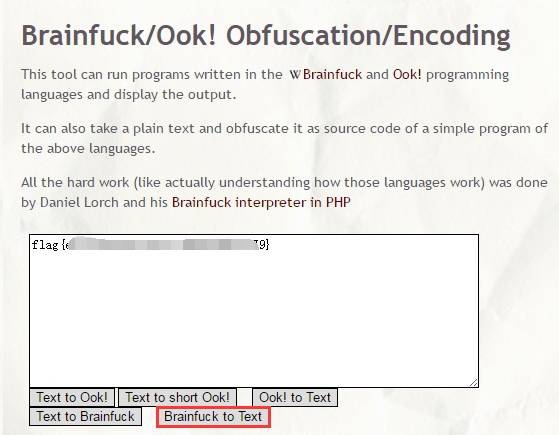 Brainfuck/Ook! Obfuscation/Encoding
This tool can run programs written in the WBrainfuck and Ook! programming
languages and display the output.
It can also take a plain text and obfuscate it as source code of a simple program of
the above languages.
All the hard work (like actually understanding how those languages work) was done
by Daniel Lorch and his Brainfuck interpreter in PHP
flag{ 9}
Text to Ook! Text to short Ook! Ook! to Text
Text to Brainfuck Brainfuck to Text